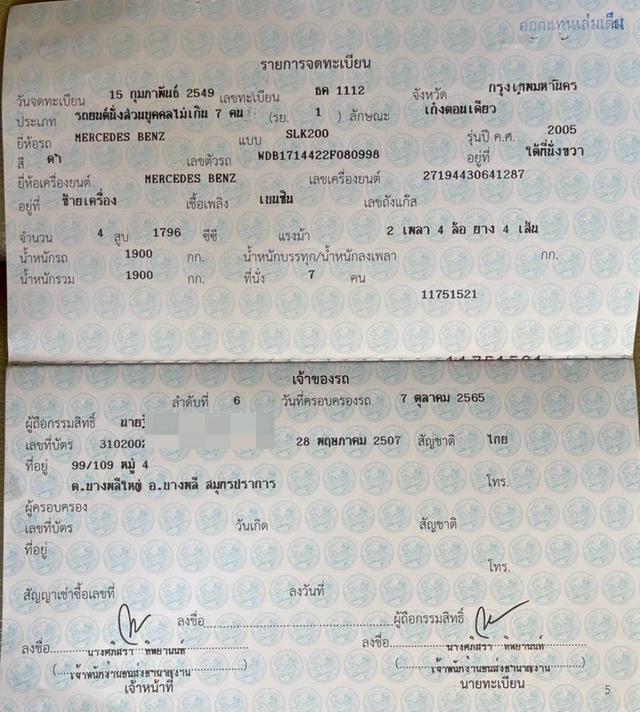 ออกแทนเล่มเต็ม
รายการจดทะเบียน
วันจดทะเบียน 15 กุมภาพันธ์ 2549 เลขทะเบียน ธค 1112 จังหวัด กรุงเทพมหานคร
ประเภท รถยนต์นั่งส่วนบุคคลไม่เกิน 7 คน (รย. 1 ) ลักษณะ เก๋งตอนเดียว
ยี่ห้อรถ MERCEDES BENZ แบบ SLK200 รุ่นปี ค.ศ. 2005
สี ดำ เลขตัวรถ WDB1714422F080998 อยู่ที่ ใต้ที่นั่งขวา
ยี่ห้อเครื่องยนต์ MERCEDES BENZ เลขเครื่องยนต์ 27194430641287
อยู่ที่ ซ้ายเครื่อง เชื้อเพลิง เบนซิน เลขถังแก๊ส
จำนวน 4 สูบ 1796 ซีซี แรงม้า 2 เพลา 4 ล้อ ยาง 4 เส้น
น้ำหนักรถ 1900 กก. น้ำหนักบรรทุก/น้ำหนักลงเพลา กก.
น้ำหนักรวม 1900 กก. ที่นั่ง 7 คน
11751521
เจ้าของรถ
ลำดับที่ 6 วันที่ครอบครองรถ 7 ตุลาคม 2565
ผู้ถือกรรมสิทธิ์ นาย
เลขที่บัตร 310200 28 พฤษภาคม 2507 สัญชาติ ไทย
ที่อยู่ 99/109 หมู่ 4
ต.บางพลีใหญ่ อ.บางพลี สมุทรปราการ โทร.
ผู้ครอบครอง
เลขที่บัตร วันเกิด สัญชาติ
ที่อยู่
โทร.
สัญญาเช่าซื้อเลขที่ ลงวันที่
ลงชื่อ ผู้ถือกรรมสิทธิ์
ลงชื่อ ลงชื่อ
เจ้าหน้าที่ นายทะเบียน
5